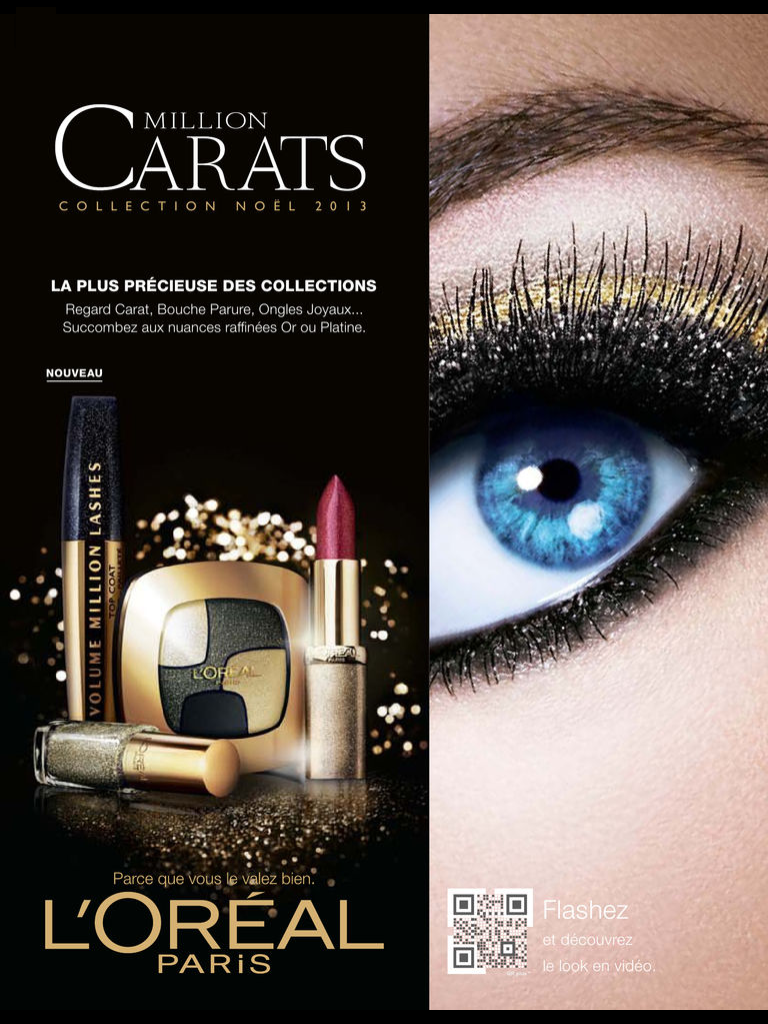 MILLION
CARATS
COLLECTION NOËL 2013
LA PLUS PRÉCIEUSE DES COLLECTIONS
Regard Carat, Bouche Parure, Ongles Joyaux...
Succombez aux nuances raffinées Or ou Platine.
NOUVEAU
VOLUME MILLION LASHES
TOP COAT
L'ORÉAL
Parce que vous le valez bien.
L'ORÉAL
PARiS
Flashez
et découvrez
le look en vidéo.